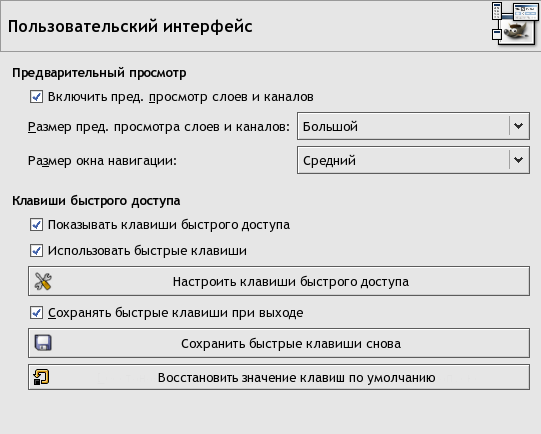 Пользовательский интерфейс
Предварительный просмотр
Включить пред. просмотр слоев и каналов
Размер пред. просмотра слоев и каналов: Большой
Размер окна навигации: Средний
Клавиши быстрого доступа
Показывать клавиши быстрого доступа
Использовать быстрые клавиши
Настроить клавиши быстрого доступа
Сохранять быстрые клавиши при выходе
Сохранить быстрые клавиши снова
Восстановить значение клавиш по умолчанию